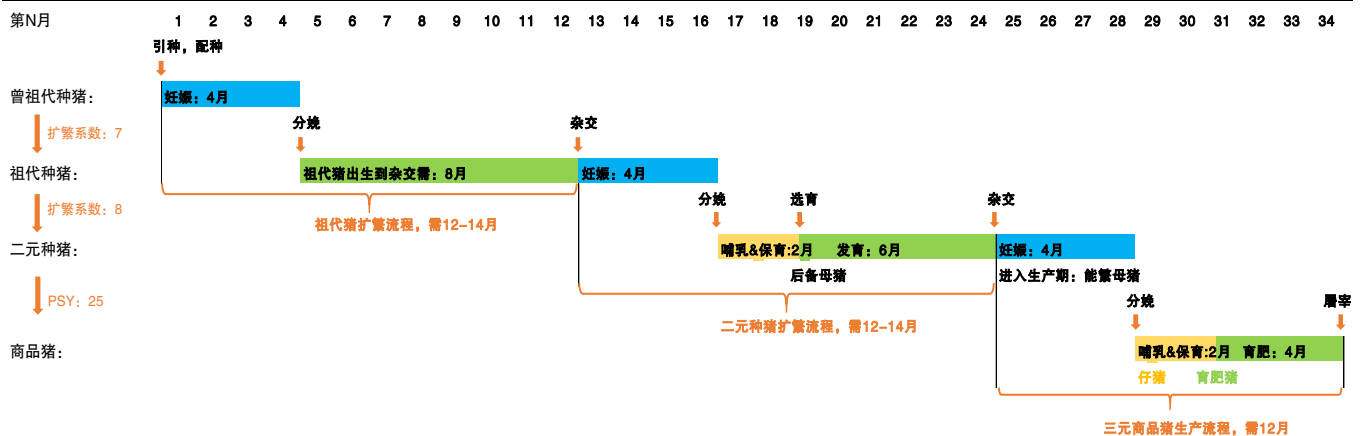 第N月 1 2 3 4 5 6 7 8 9 10 11 12 13 14 15 16 17 18 19 20 21 22 23 24 25 26 27 28 29 30 31 32 33 34
引种，配种
曾祖代种猪： 妊娠：4月
扩繁系数：7 分娩 杂交
祖代种猪： 祖代猪出生到杂交需：8月 妊娠：4月
扩繁系数：8 分娩 选育 杂交
祖代猪扩繁流程，需12-14月
二元种猪： 哺乳&保育:2月 发育：6月 妊娠：4月
后备母猪 进入生产期：能繁母猪
PSY：25 分娩 屠宰
二元种猪扩繁流程，需12-14月
商品猪： 哺乳&保育:2月 育肥：4月
仔猪 育肥猪
三元商品猪生产流程，需12月